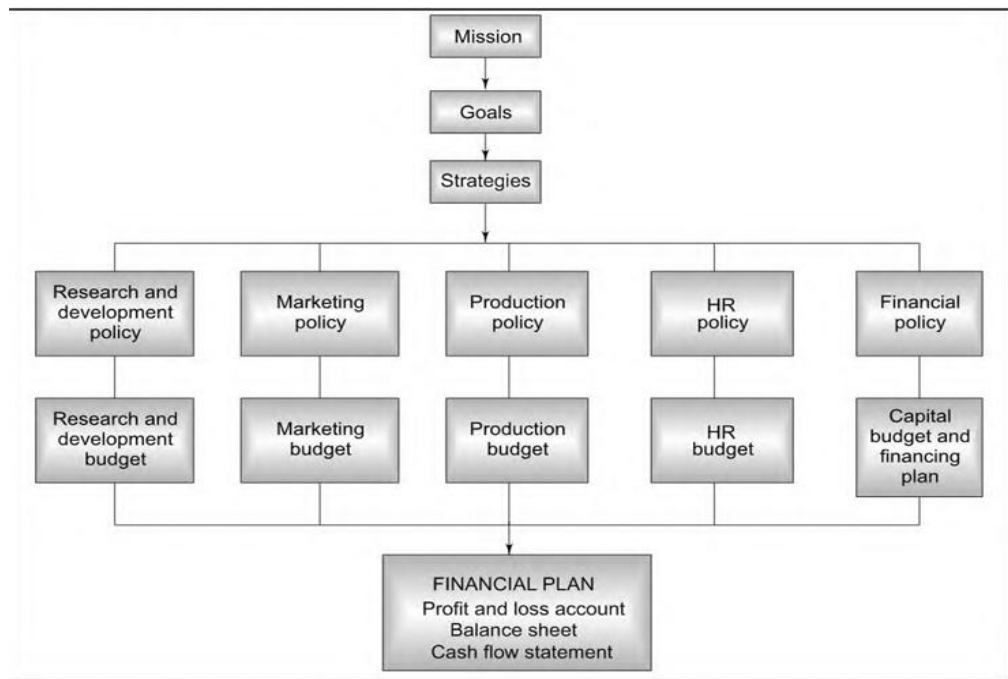 Mission
Goals
Strategies
Research and
development
policy
Marketing
policy
Production
policy
HR
policy
Financial
policy
Research and
development
budget
Marketing
budget
Production
budget
HR
budget
Capital
budget and
financing
plan
FINANCIAL PLAN
Profit and loss account
Balance sheet
Cash flow statement